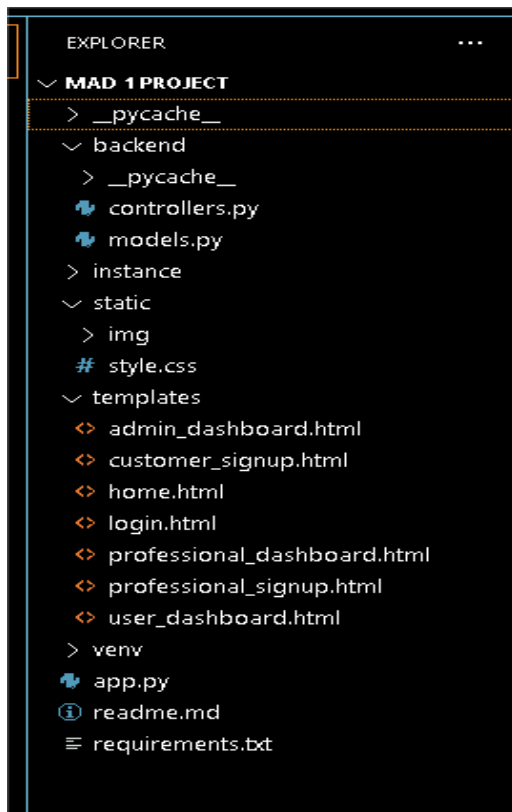 EXPLORER ...
MAD 1 PROJECT
__pycache__
backend
__pycache__
controllers.py
models.py
instance
static
img
# style.css
templates
<> admin_dashboard.html
<> customer_signup.html
<> home.html
<> login.html
<> professional_dashboard.html
<> professional_signup.html
<> user_dashboard.html
venv
app.py
readme.md
requirements.txt